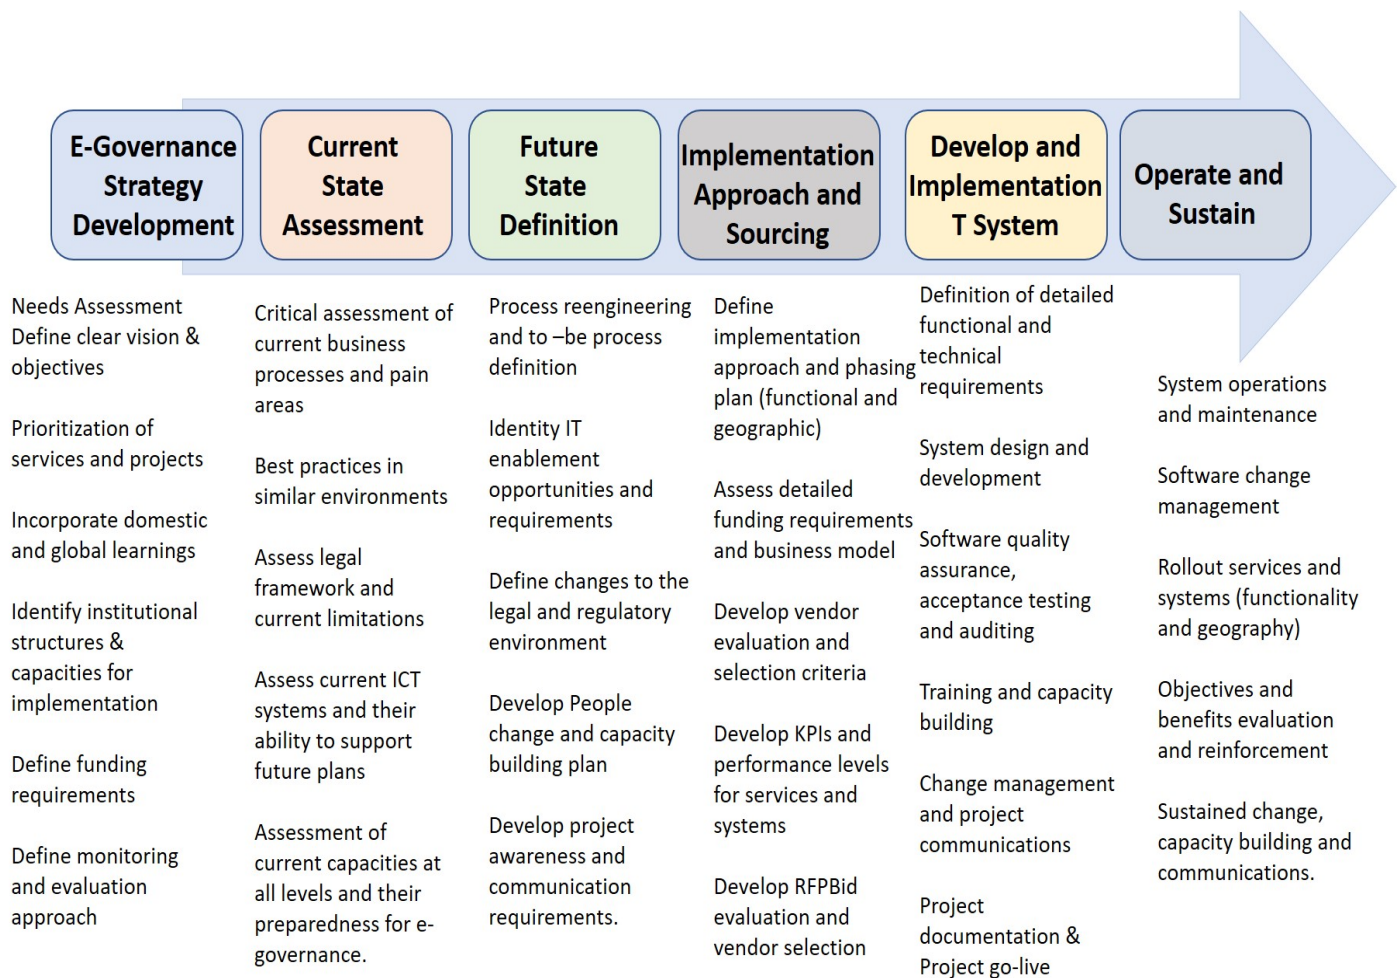 E-Governance
Strategy
Development
Current
State
Assessment
Future
State
Definition
Implementation
Approach and
Sourcing
Develop and
Implementation
T System
Operate and
Sustain
Needs Assessment
Define clear vision &
objectives
Prioritization of
services and projects
Incorporate domestic
and global learnings
Identify institutional
structures &
capacities for
implementation
Define funding
requirements
Define monitoring
and evaluation
approach
Critical assessment of
current business
processes and pain
areas
Best practices in
similar environments
Assess legal
framework and
current limitations
Assess current ICT
systems and their
ability to support
future plans
Assessment of
current capacities at
all levels and their
preparedness for e-
governance.
Process reengineering
and to –be process
definition
Identity IT
enablement
opportunities and
requirements
Define changes to the
legal and regulatory
environment
Develop People
change and capacity
building plan
Develop project
awareness and
communication
requirements.
Define
implementation
approach and phasing
plan (functional and
geographic)
Assess detailed
funding requirements
and business model
Develop vendor
evaluation and
selection criteria
Develop KPIs and
performance levels
for services and
systems
Develop RFPBid
evaluation and
vendor selection
Definition of detailed
functional and
technical
requirements
System design and
development
Software quality
assurance,
acceptance testing
and auditing
Training and capacity
building
Change management
and project
communications
Project
documentation &
Project go-live
System operations
and maintenance
Software change
management
Rollout services and
systems (functionality
and geography)
Objectives and
benefits evaluation
and reinforcement
Sustained change,
capacity building and
communications.